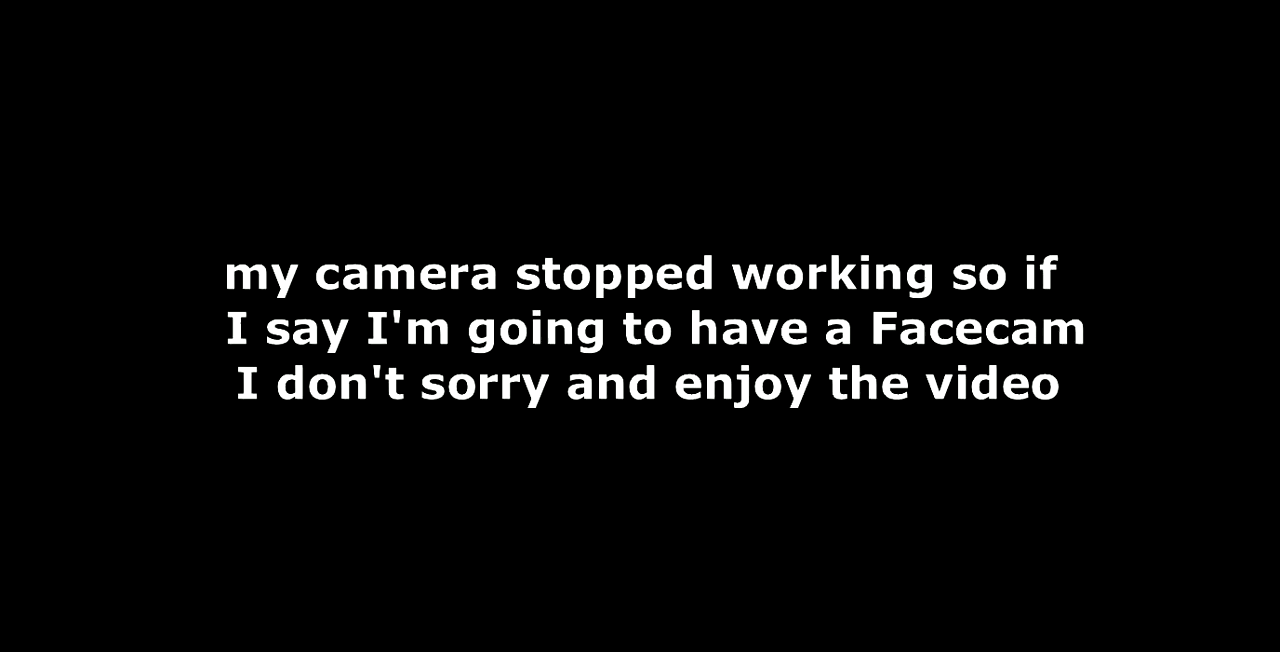 my camera stopped working so if
I say I'm going to have a Facecam
I don't sorry and enjoy the video